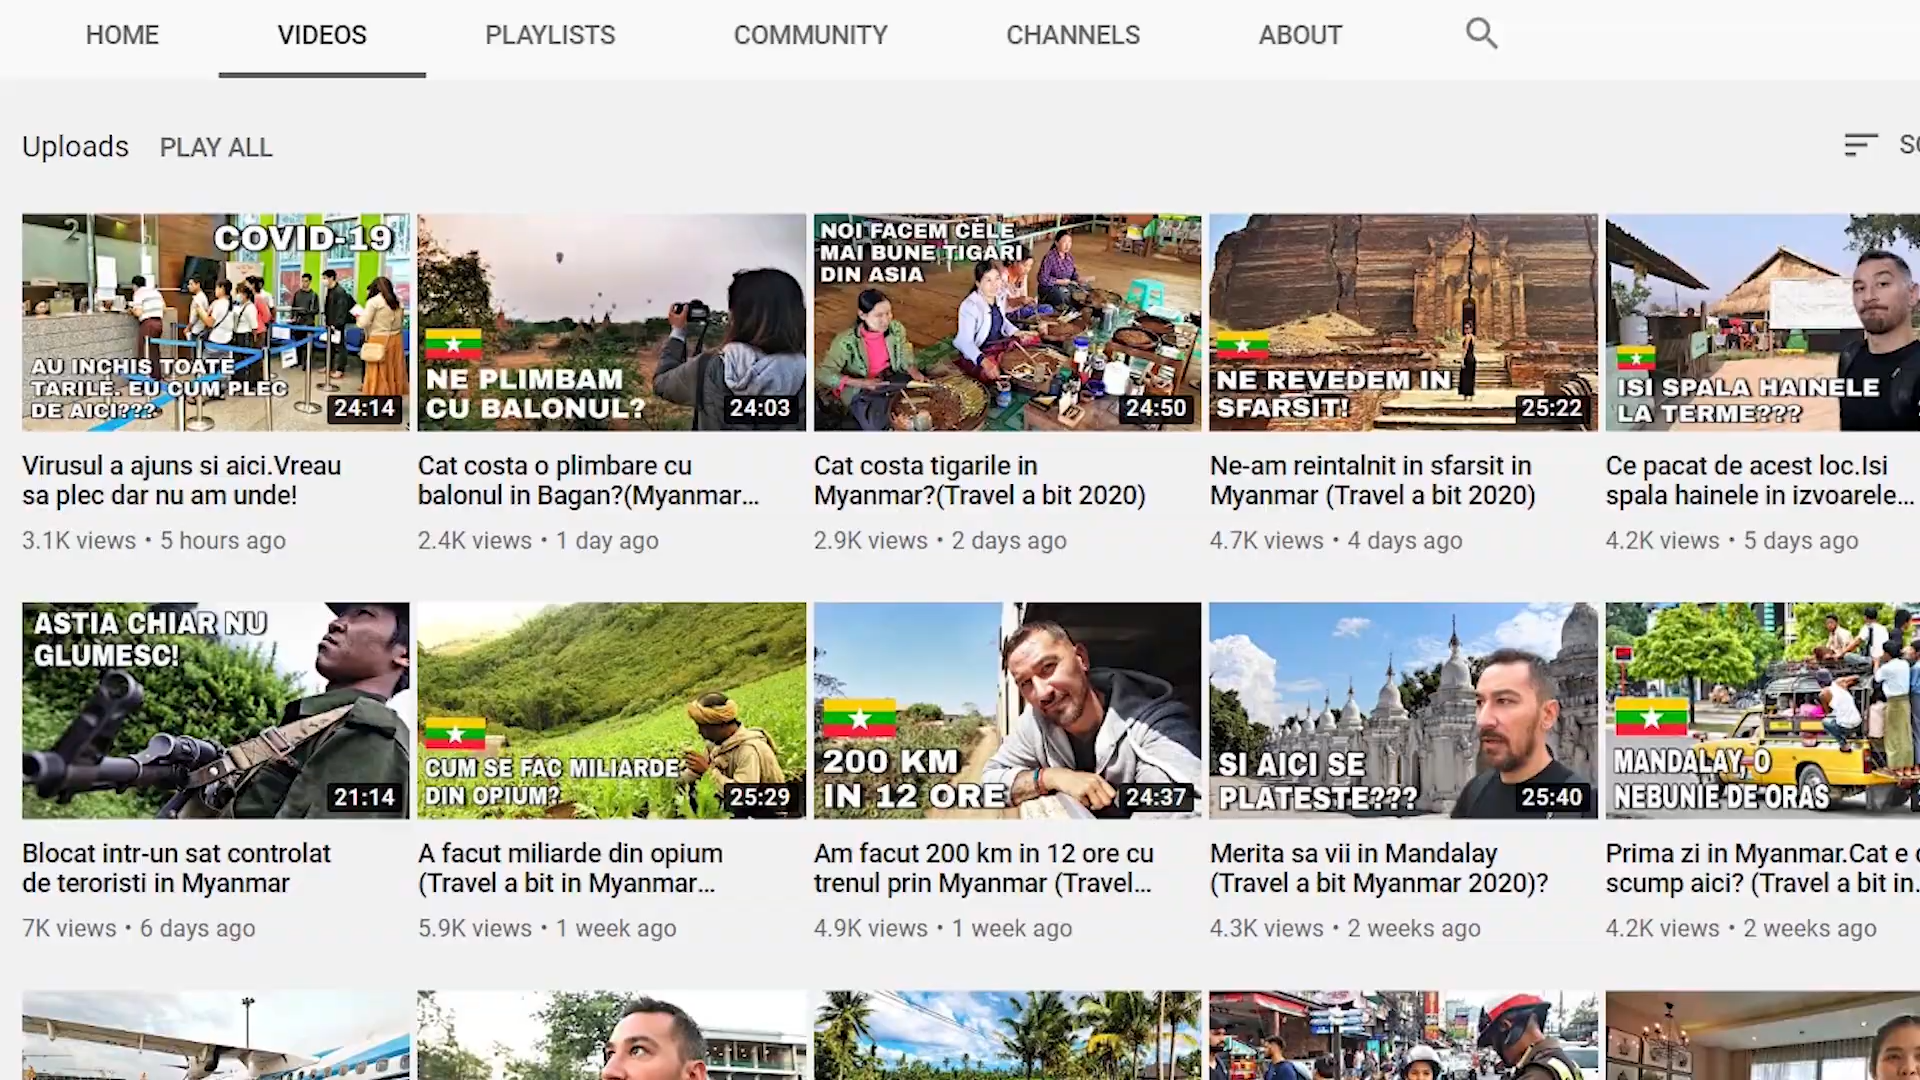 HOME VIDEOS PLAYLISTS COMMUNITY CHANNELS ABOUT
Uploads PLAY ALL
2
COVID-19
AU INCHIS TOATE
TARILE. EU CUM PLEC
DE AICI???
24:14
Virusul a ajuns si aici.Vreau
sa plec dar nu am unde!
3.1K views • 5 hours ago
NE PLIMBAM
CU BALONUL?
24:03
Cat costa o plimbare cu
balonul in Bagan?(Myanmar...
2.4K views • 1 day ago
NOI FACEM CELE
MAI BUNE TIGARI
DIN ASIA
24:50
Cat costa tigarile in
Myanmar?(Travel a bit 2020)
2.9K views • 2 days ago
NE REVEDEM IN
SFARSIT!
25:22
Ne-am reintalnit in sfarsit in
Myanmar (Travel a bit 2020)
4.7K views • 4 days ago
ISI SPALA HAINELE
LA TERME???
Ce pacat de acest loc.Isi
spala hainele in izvoarele...
4.2K views • 5 days ago
ASTIA CHIAR NU
GLUMESC!
21:14
Blocat intr-un sat controlat
de teroristi in Myanmar
7K views • 6 days ago
CUM SE FAC MILIARDE
DIN OPIUM?
25:29
A facut miliarde din opium
(Travel a bit in Myanmar...
5.9K views • 1 week ago
200 KM
IN 12 ORE
24:37
Am facut 200 km in 12 ore cu
trenul prin Myanmar (Travel...
4.9K views • 1 week ago
SI AICI SE
PLATESTE???
25:40
Merita sa vii in Mandalay
(Travel a bit Myanmar 2020)?
4.3K views • 2 weeks ago
MANDALAY, O
NEBUNIE DE ORAS
Prima zi in Myanmar.Cat e
scump aici? (Travel a bit in.
4.2K views • 2 weeks ago